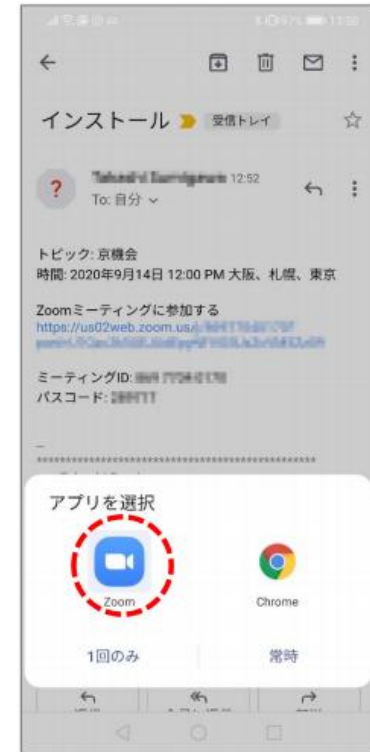 インストール 受信トレイ
?
12:52
To: 自分
トピック: 京機会
時間: 2020年9月14日 12:00 PM 大阪、札幌、東京
Zoomミーティングに参加する
https://us02web.zoom.us/
ミーティングID:
パスコード:
アプリを選択
Zoom
Chrome
1回のみ
常時